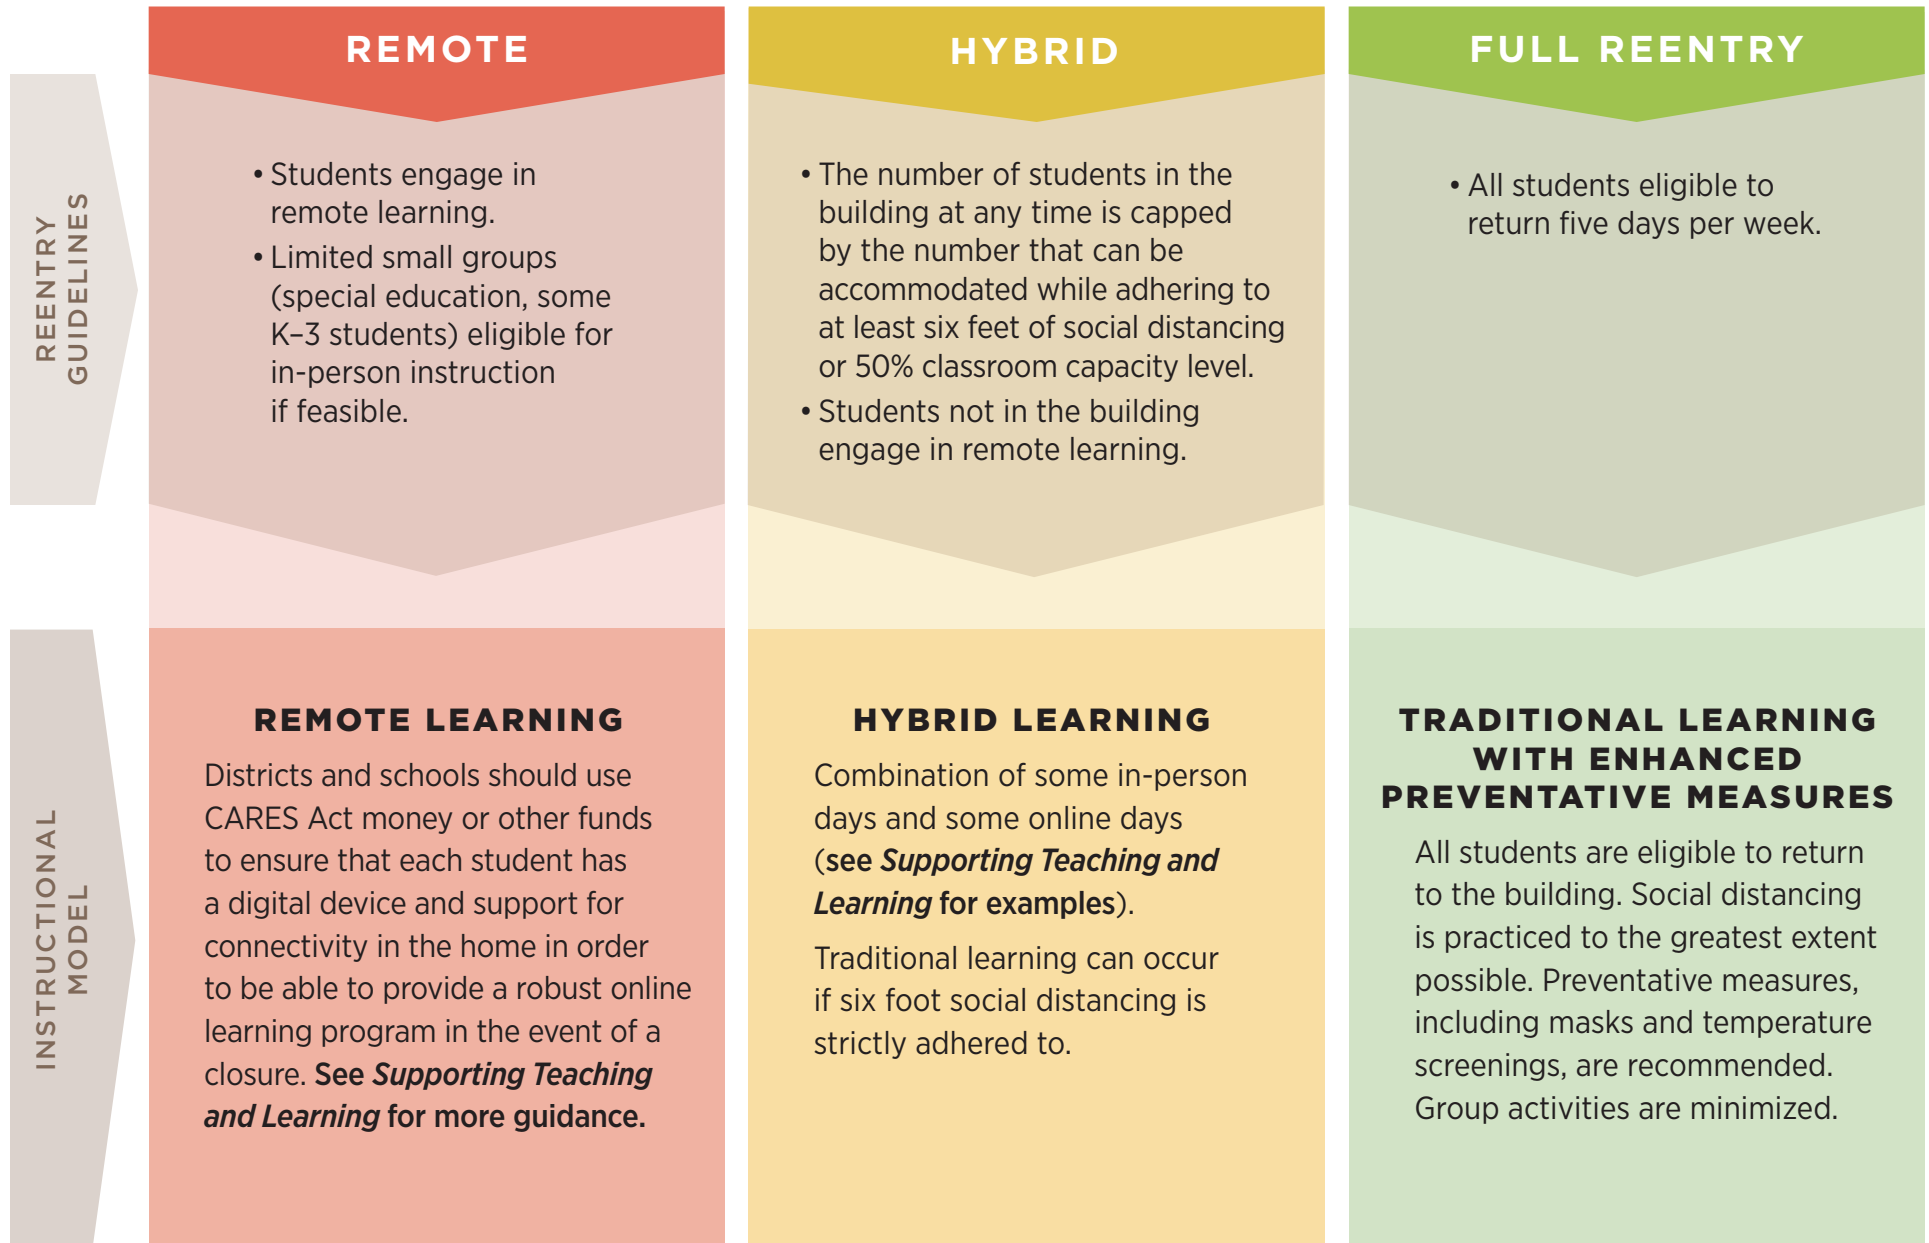 REMOTE
HYBRID
FULL REENTRY
REENTRY
GUIDELINES
• Students engage in
remote learning.
• Limited small groups
(special education, some
K–3 students) eligible for
in-person instruction
if feasible.
• The number of students in the
building at any time is capped
by the number that can be
accommodated while adhering to
at least six feet of social distancing
or 50% classroom capacity level.
• Students not in the building
engage in remote learning.
• All students eligible to
return five days per week.
INSTRUCTIONAL
MODEL
REMOTE LEARNING
Districts and schools should use
CARES Act money or other funds
to ensure that each student has
a digital device and support for
connectivity in the home in order
to be able to provide a robust online
learning program in the event of a
closure. See Supporting Teaching
and Learning for more guidance.
HYBRID LEARNING
Combination of some in-person
days and some online days
(see Supporting Teaching and
Learning for examples).
Traditional learning can occur
if six foot social distancing is
strictly adhered to.
TRADITIONAL LEARNING
WITH ENHANCED
PREVENTATIVE MEASURES
All students are eligible to return
to the building. Social distancing
is practiced to the greatest extent
possible. Preventative measures,
including masks and temperature
screenings, are recommended.
Group activities are minimized.